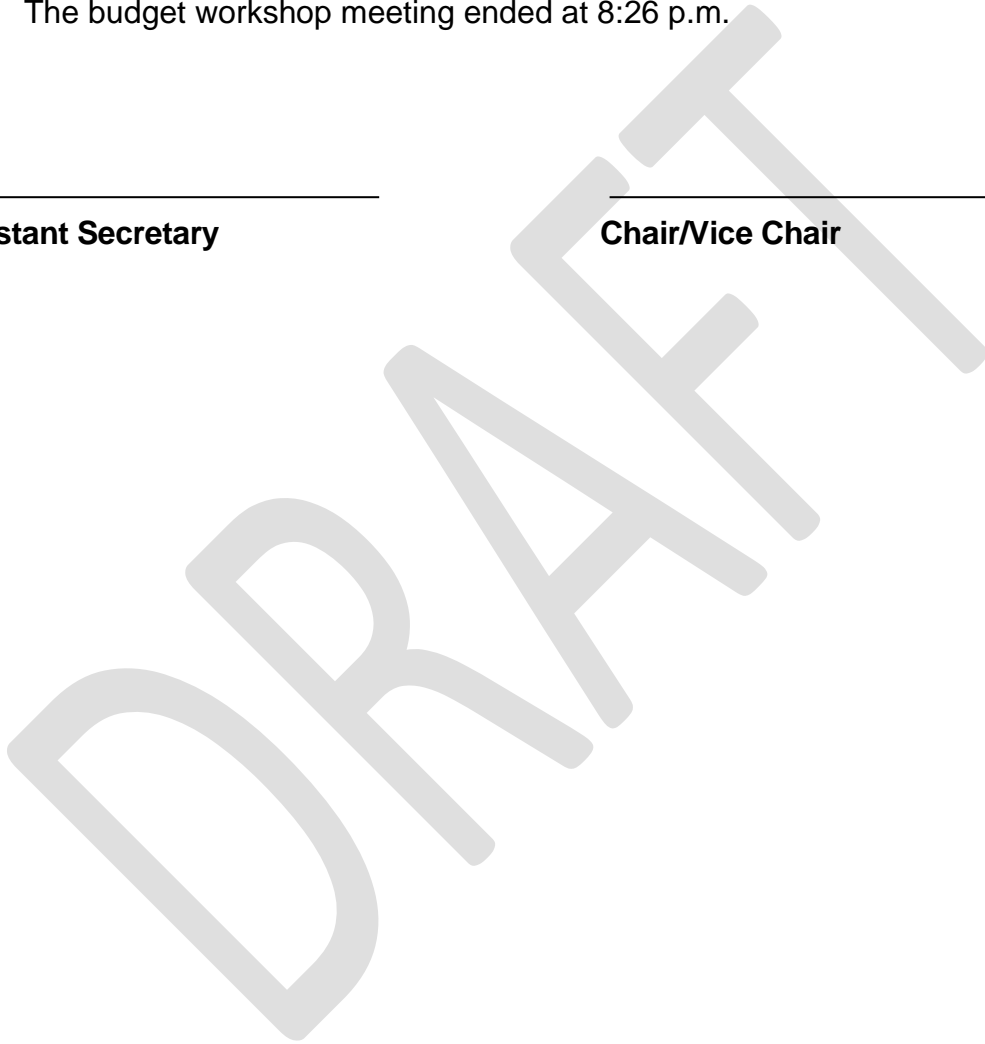 The budget workshop meeting ended at 8:26 p.m.
stant Secretary Chair/Vice Chair
DRAFT